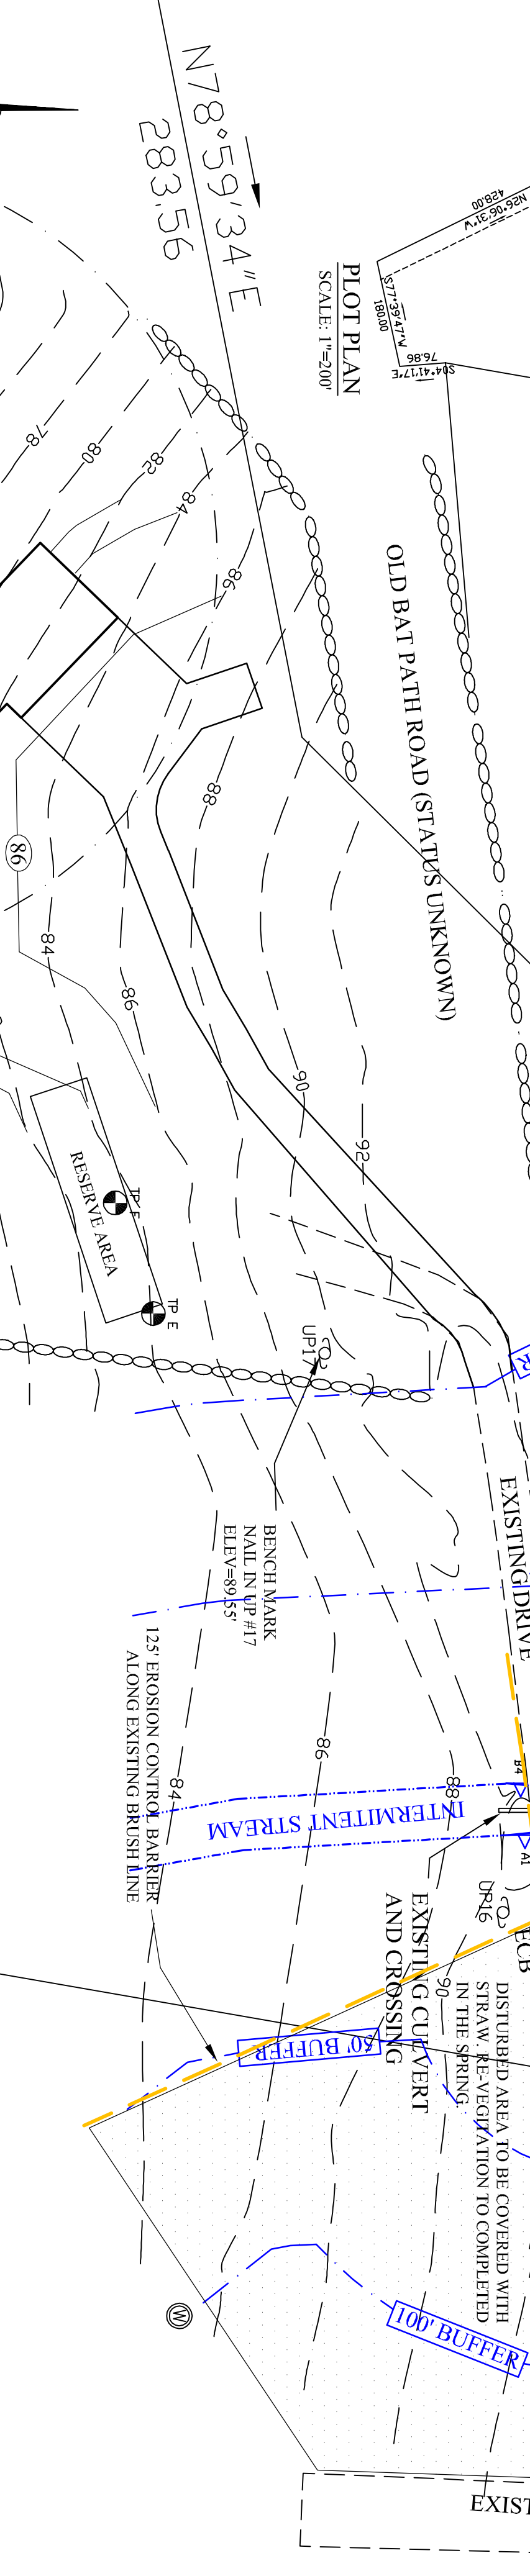 N78°59'34"E
283.56
N26°06'31"W
428.00
S77°39'47"W
180.00
S04°41'17"E
76.86
PLOT PLAN
SCALE: 1"=200'
OLD BAT PATH ROAD (STATUS UNKNOWN)
78
80
82
84
86
88
86
84
86
90
92
RESERVE AREA
TP F
TP E
UP17
BENCH MARK
NAIL IN UP #17
ELEV=89.55'
EXISTING DRIVE
125' EROSION CONTROL BARRIER
ALONG EXISTING BRUSH LINE
84
86
88
INTERMITENT STREAM
B4
A1
UP16
ECB
EXISTING CULVERT
AND CROSSING
90
50' BUFFER
DISTURBED AREA TO BE COVERED WITH
STRAW. RE-VEGITATION TO COMPLETED
IN THE SPRING.
W
100' BUFFER
EXIST